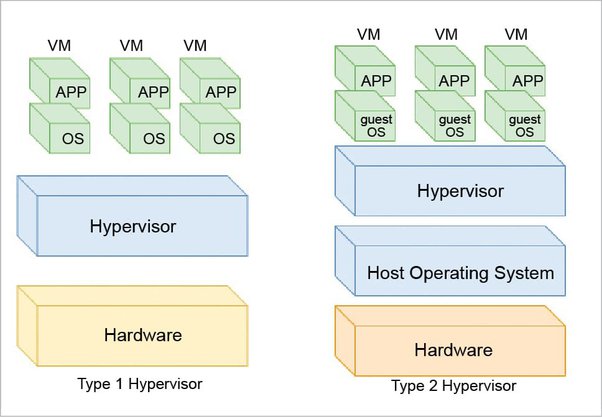 VM VM VM
APP APP APP
OS OS OS
Hypervisor
Hardware
Type 1 Hypervisor
VM VM VM
APP APP APP
guest OS guest OS guest OS
Hypervisor
Host Operating System
Hardware
Type 2 Hypervisor